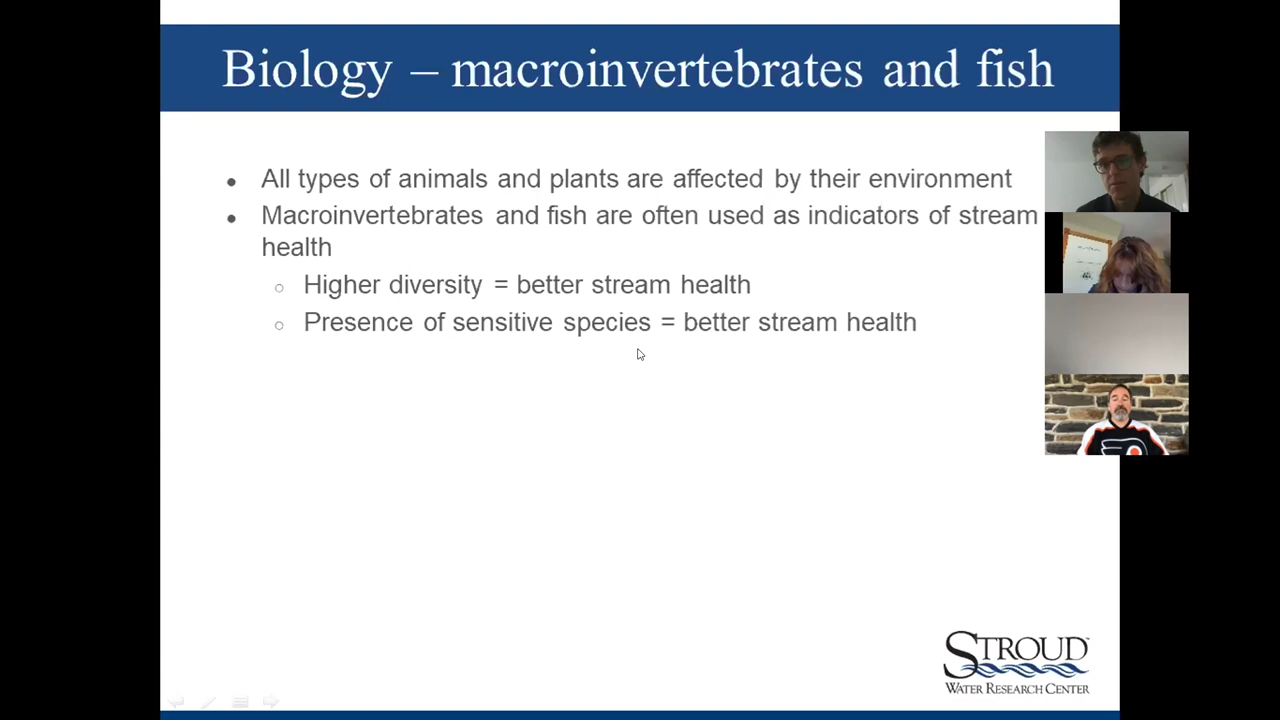 Biology – macroinvertebrates and fish
● All types of animals and plants are affected by their environment
● Macroinvertebrates and fish are often used as indicators of stream
health
○ Higher diversity = better stream health
○ Presence of sensitive species = better stream health
STROUD™
WATER RESEARCH CENTER